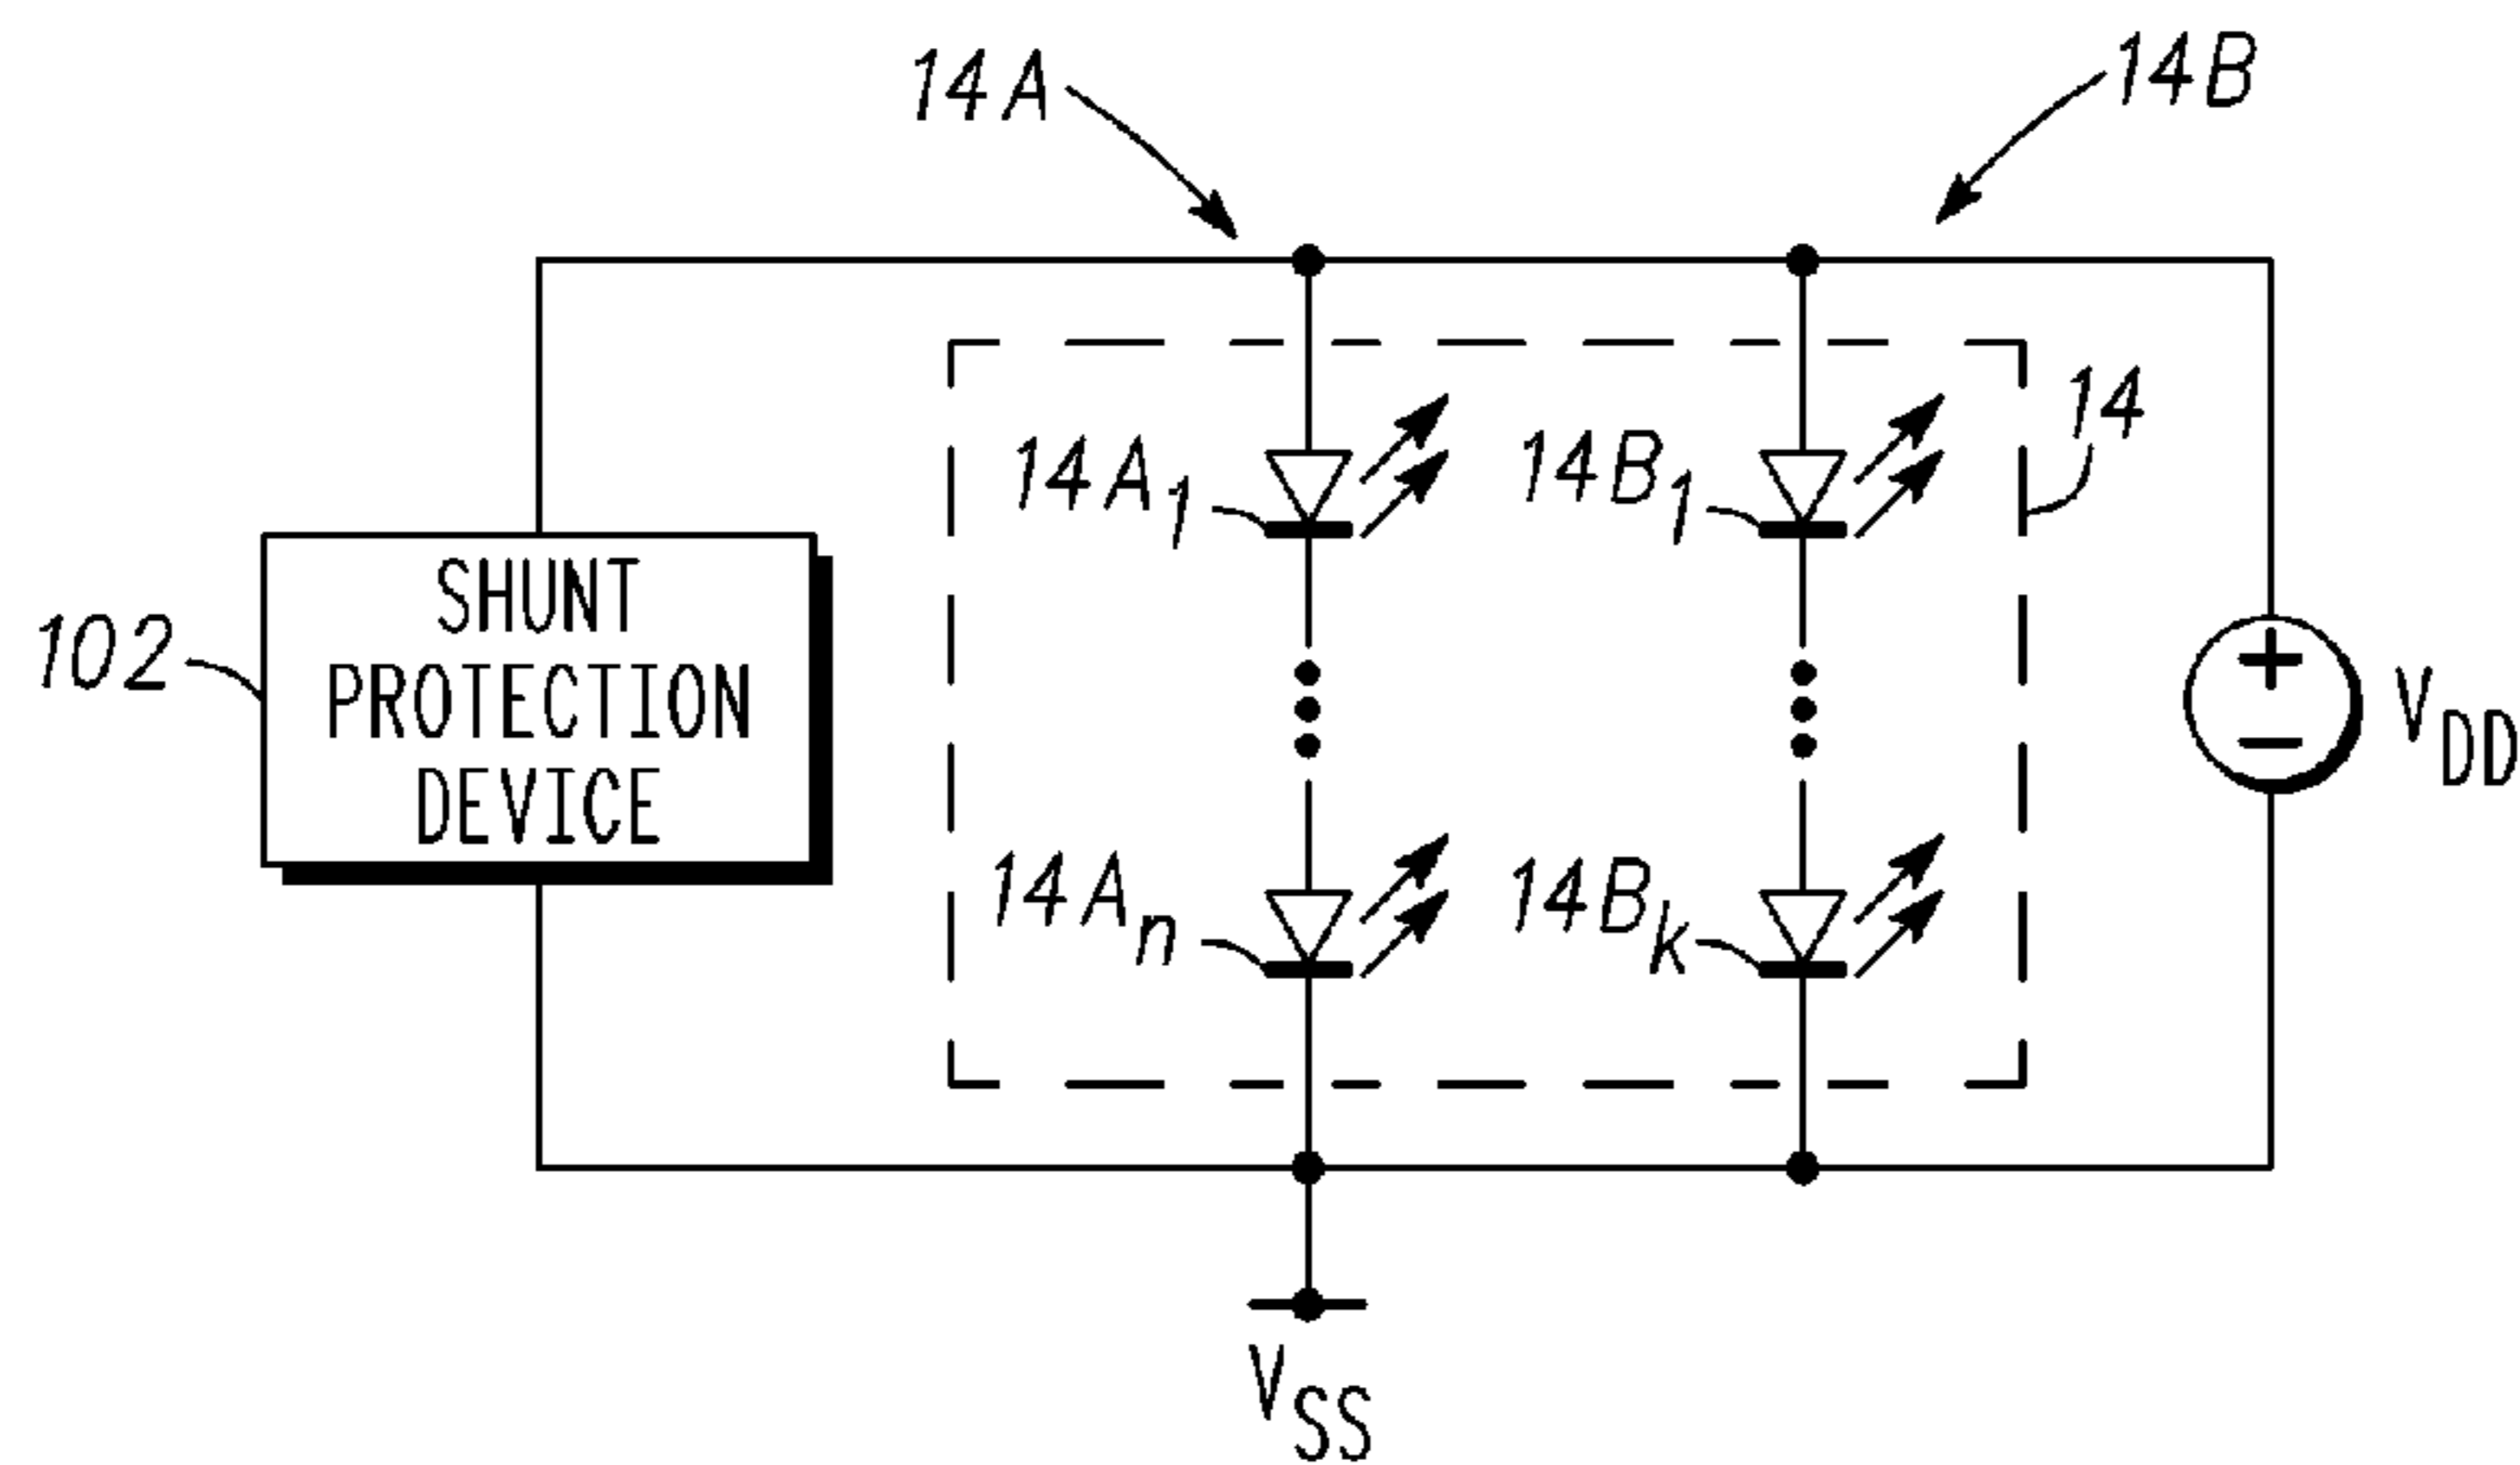 14A
14B
14
14A1
14B1
SHUNT
PROTECTION
DEVICE
102
VDD
14An
14Bk
VSS